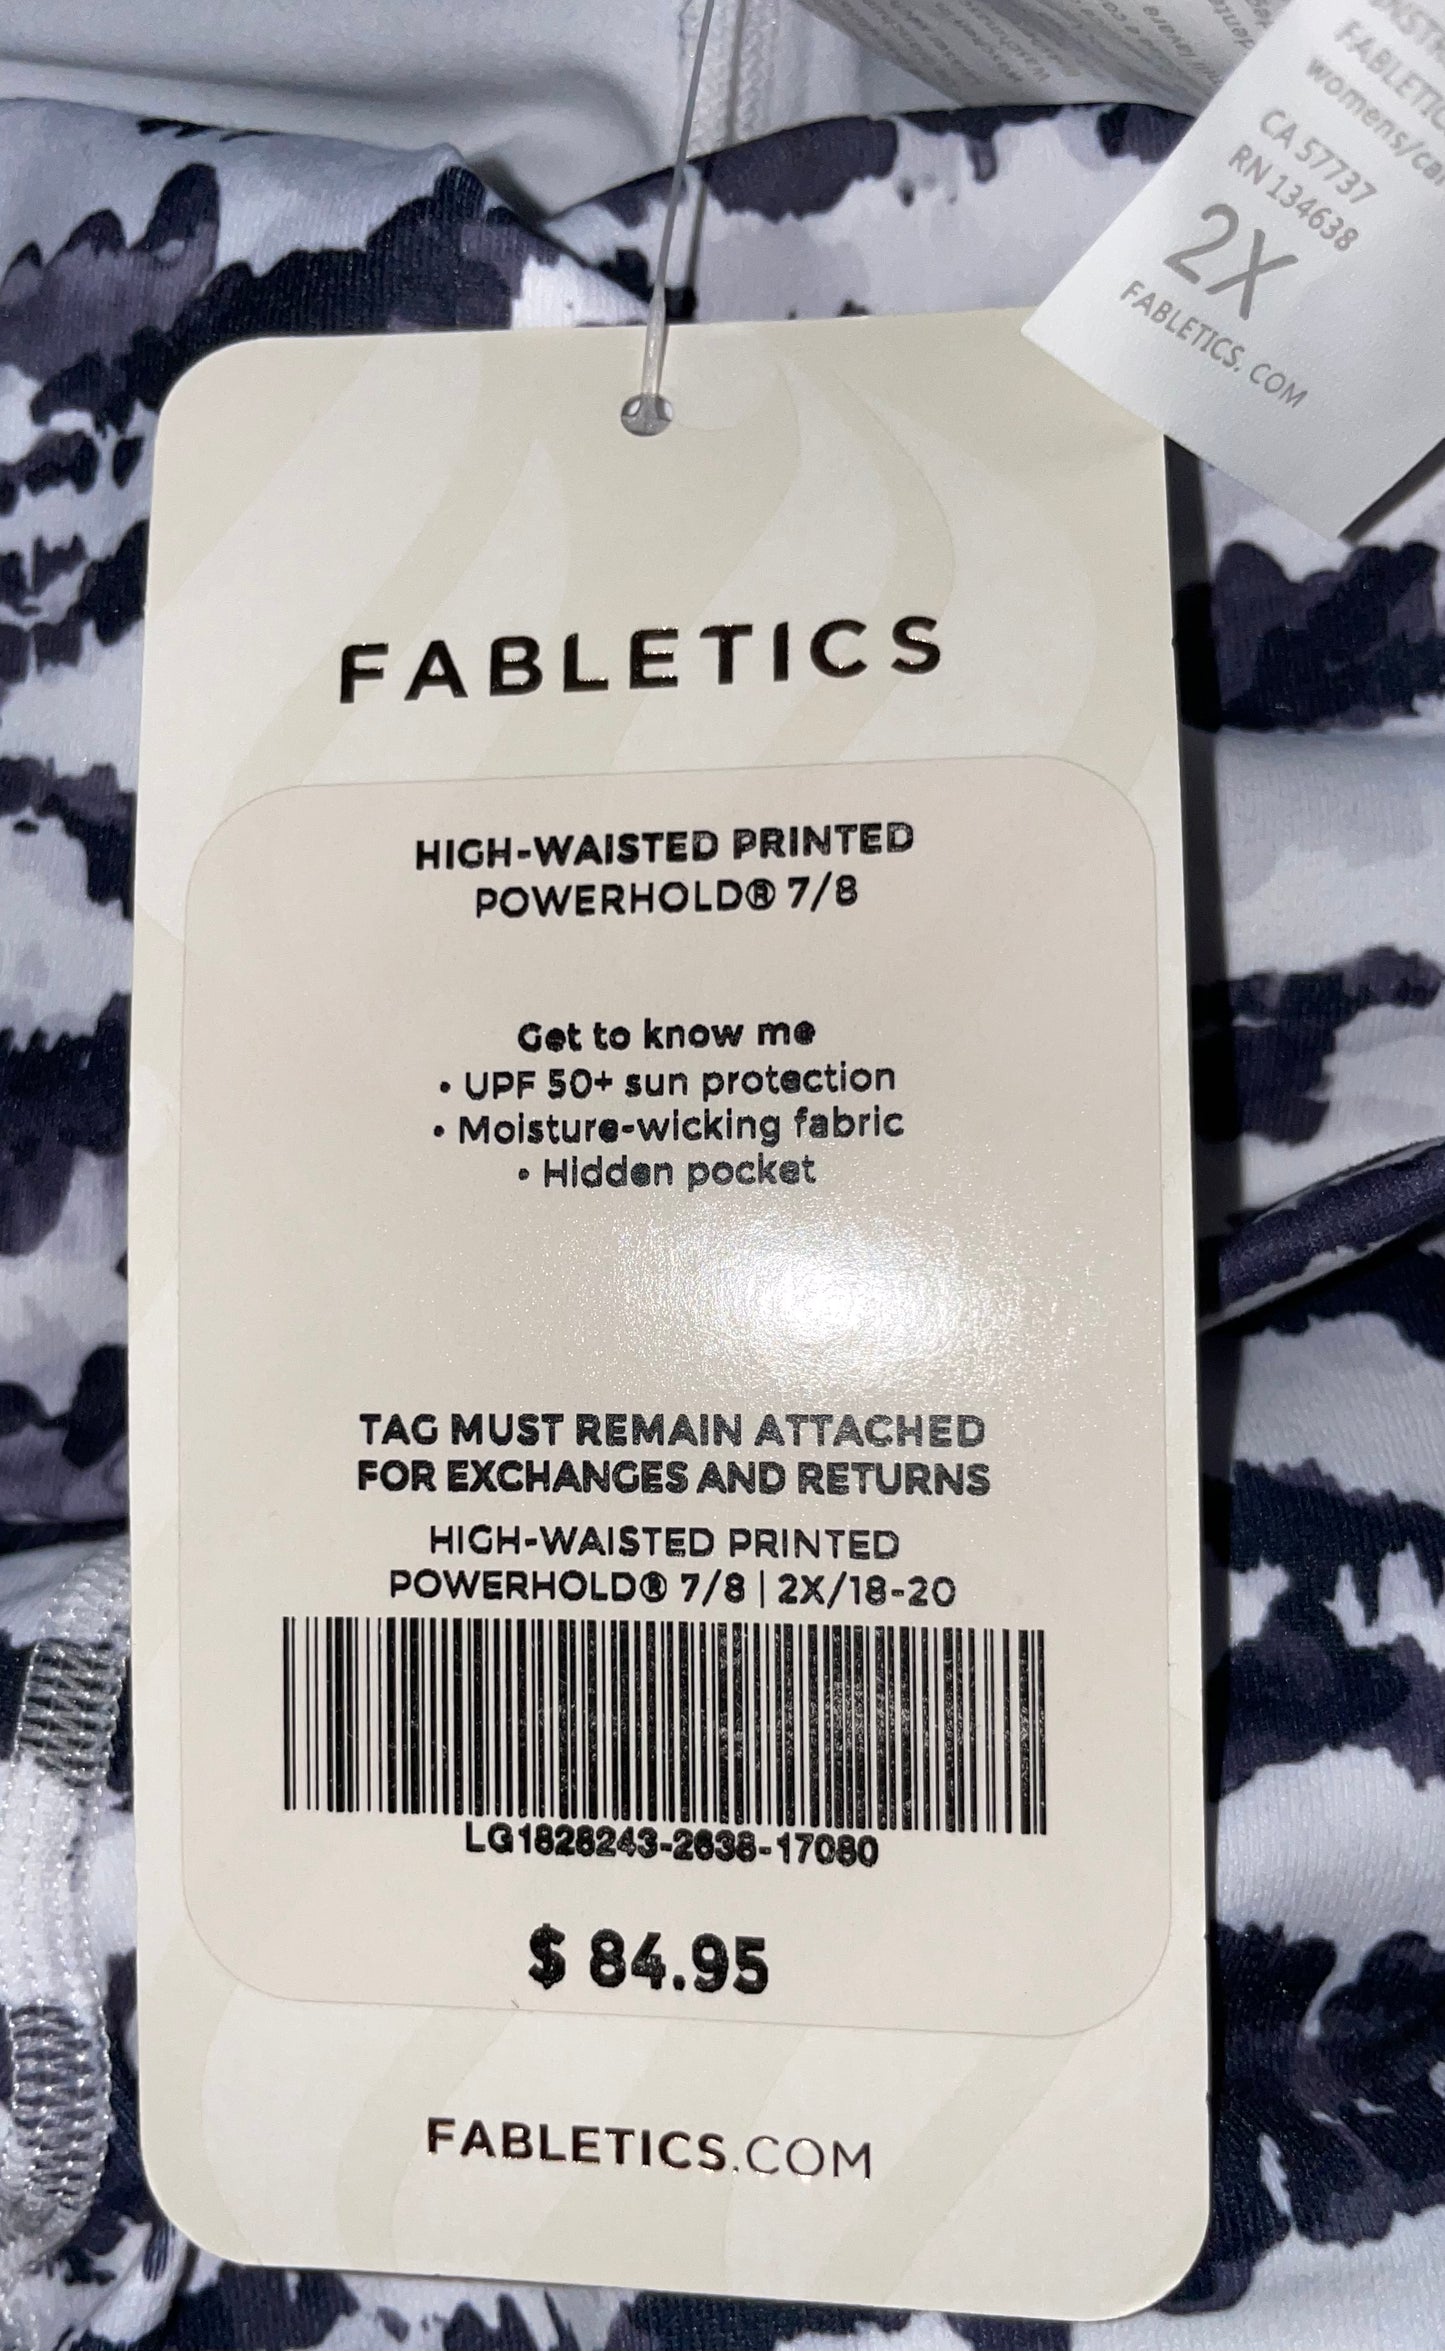 FABLETICS
CA 57737
RN 134638
2X
FABLETICS.COM
FABLETICS
HIGH-WAISTED PRINTED
POWERHOLD® 7/8
Get to know me
• UPF 50+ sun protection
• Moisture-wicking fabric
• Hidden pocket
TAG MUST REMAIN ATTACHED
FOR EXCHANGES AND RETURNS
HIGH-WAISTED PRINTED
POWERHOLD® 7/8 | 2X/18-20
LG1828243-2638-17080
$ 84.95
FABLETICS.COM